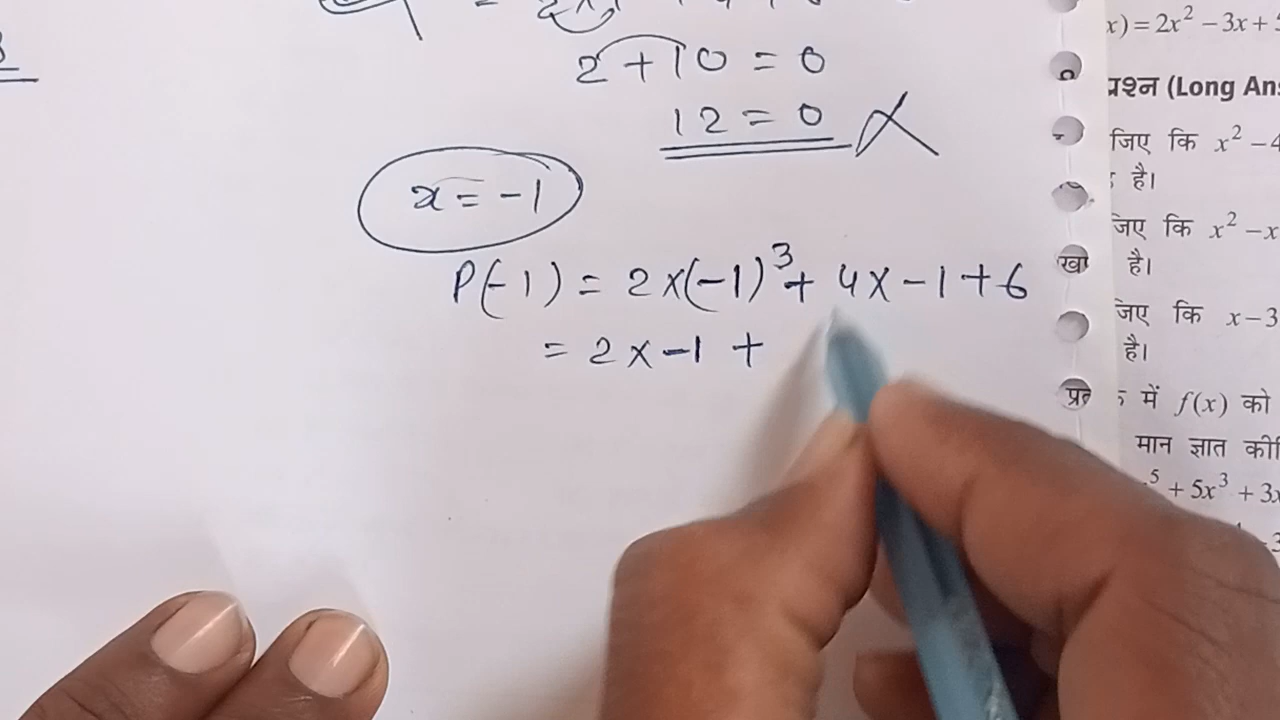 2 + 10 = 0
12 = 0
x = -1
P(-1) = 2×(-1)³ + 4×-1+6
= 2×-1 +
x) = 2x² - 3x +
प्रश्न (Long Ans
जिए कि x² - 4
है।
जिए कि x² - x
है।
जिए कि x - 3
है।
में f(x) को
मान ज्ञात की
5 + 5x³ + 3x